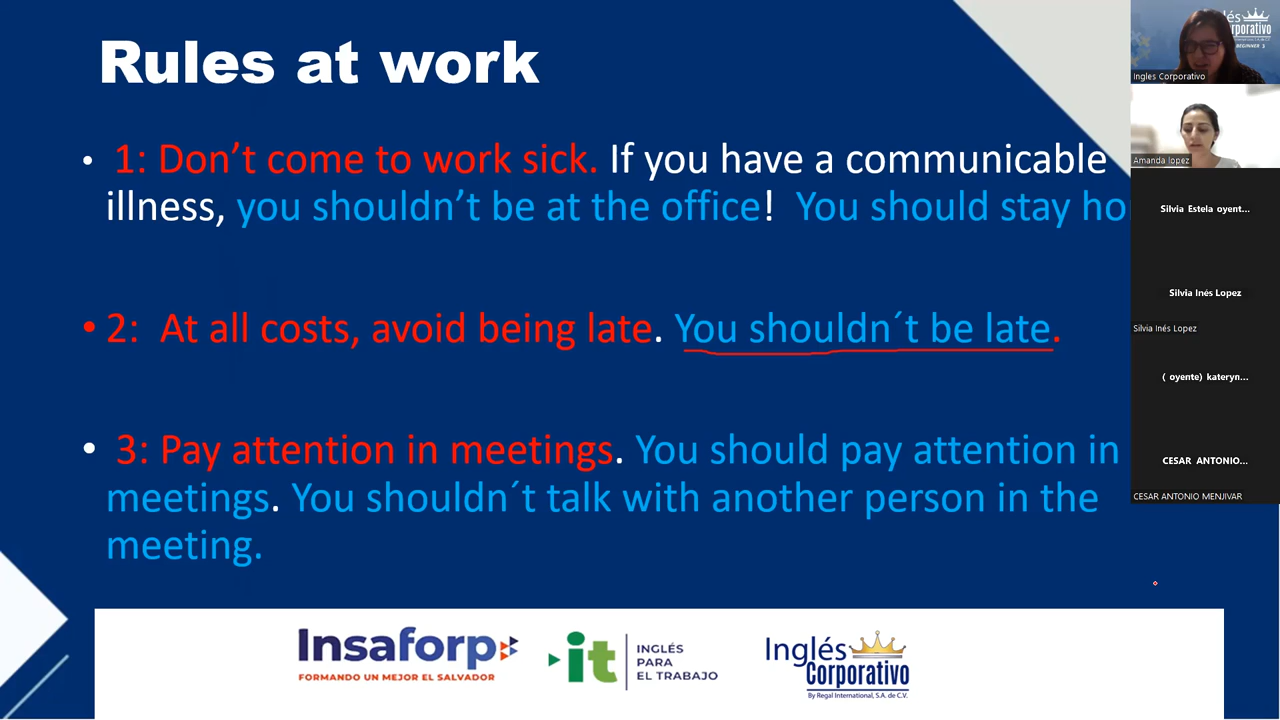 Rules at work
• 1: Don't come to work sick. If you have a communicable
illness, you shouldn't be at the office! You should stay ho
• 2: At all costs, avoid being late. You shouldn´t be late.
• 3: Pay attention in meetings. You should pay attention in
meetings. You shouldn´t talk with another person in the
meeting.
Insaforp
FORMANDO UN MEJOR EL SALVADOR
it
INGLÉS
PARA
EL TRABAJO
Inglés
Corporativo
By Regal International, S.A. de C.V.
BEGINNER 3
Ingles Corporativo
Amanda lopez
Silvia Estela oyent...
Silvia Inés Lopez
Silvia Inés Lopez
( oyente) kateryn...
CESAR ANTONIO...
CESAR ANTONIO MENJIVAR